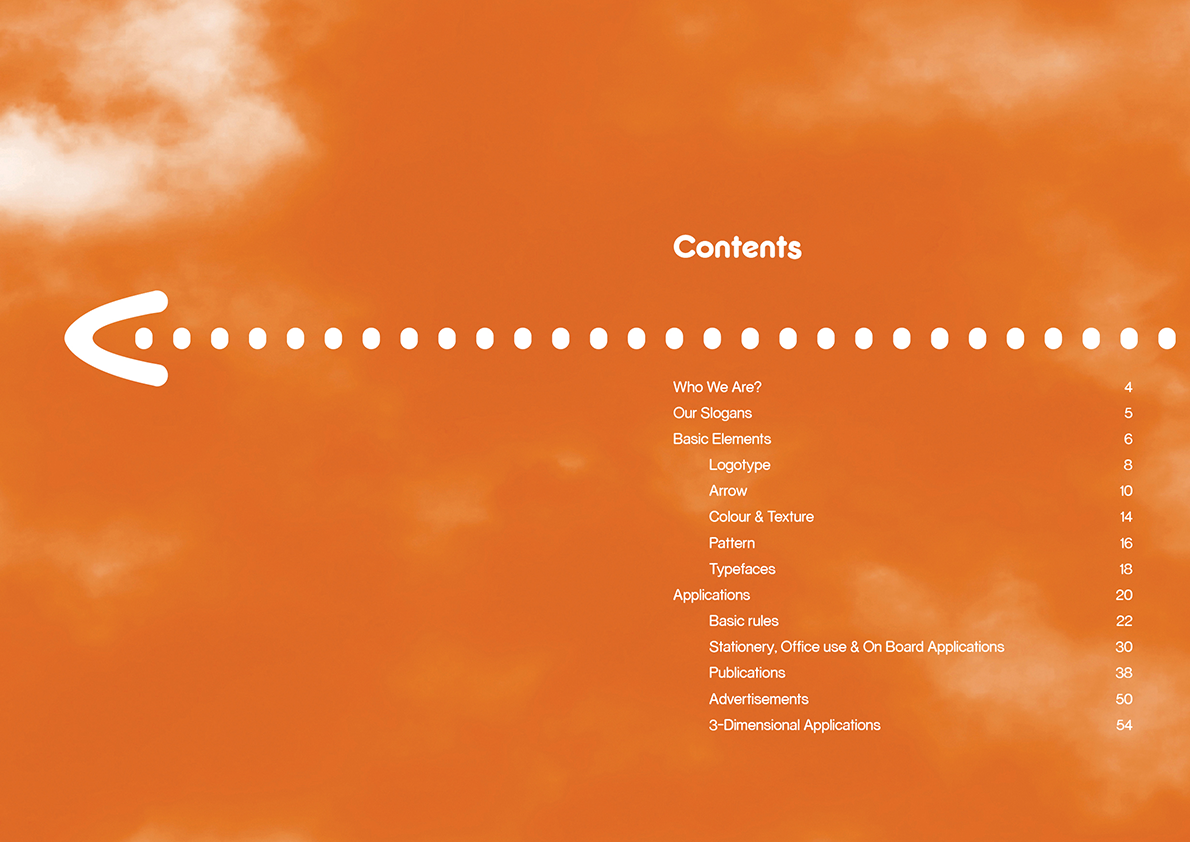 Contents
Who We Are? 4
Our Slogans 5
Basic Elements 6
Logotype 8
Arrow 10
Colour & Texture 14
Pattern 16
Typefaces 18
Applications 20
Basic rules 22
Stationery, Office use & On Board Applications 30
Publications 38
Advertisements 50
3-Dimensional Applications 54